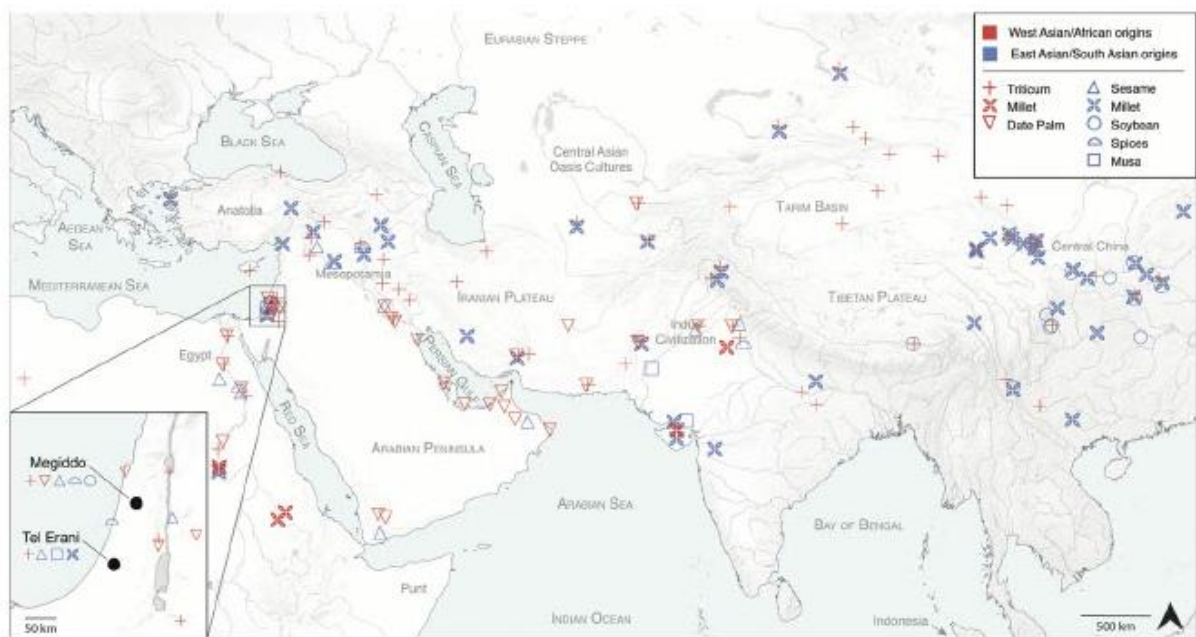 EURASIAN STEPPE
West Asian/African origins
East Asian/South Asian origins
Triticum
Millet
Date Palm
Sesame
Millet
Soybean
Spices
Musa
BLACK SEA
CASPIAN SEA
Central Asian
Oasis Cultures
Anatolia
TARIM BASIN
AEGEAN
SEA
Central China
Mesopotamia
MEDITERRANEAN SEA
IRANIAN PLATEAU
TIBETAN PLATEAU
Indus
Civilization
Egypt
PERSIAN GULF
RED SEA
ARABIAN PENINSULA
Megiddo
ARABIAN SEA
BAY OF BENGAL
Tel Erani
Punt
50 km
INDIAN OCEAN
Indonesia
500 km